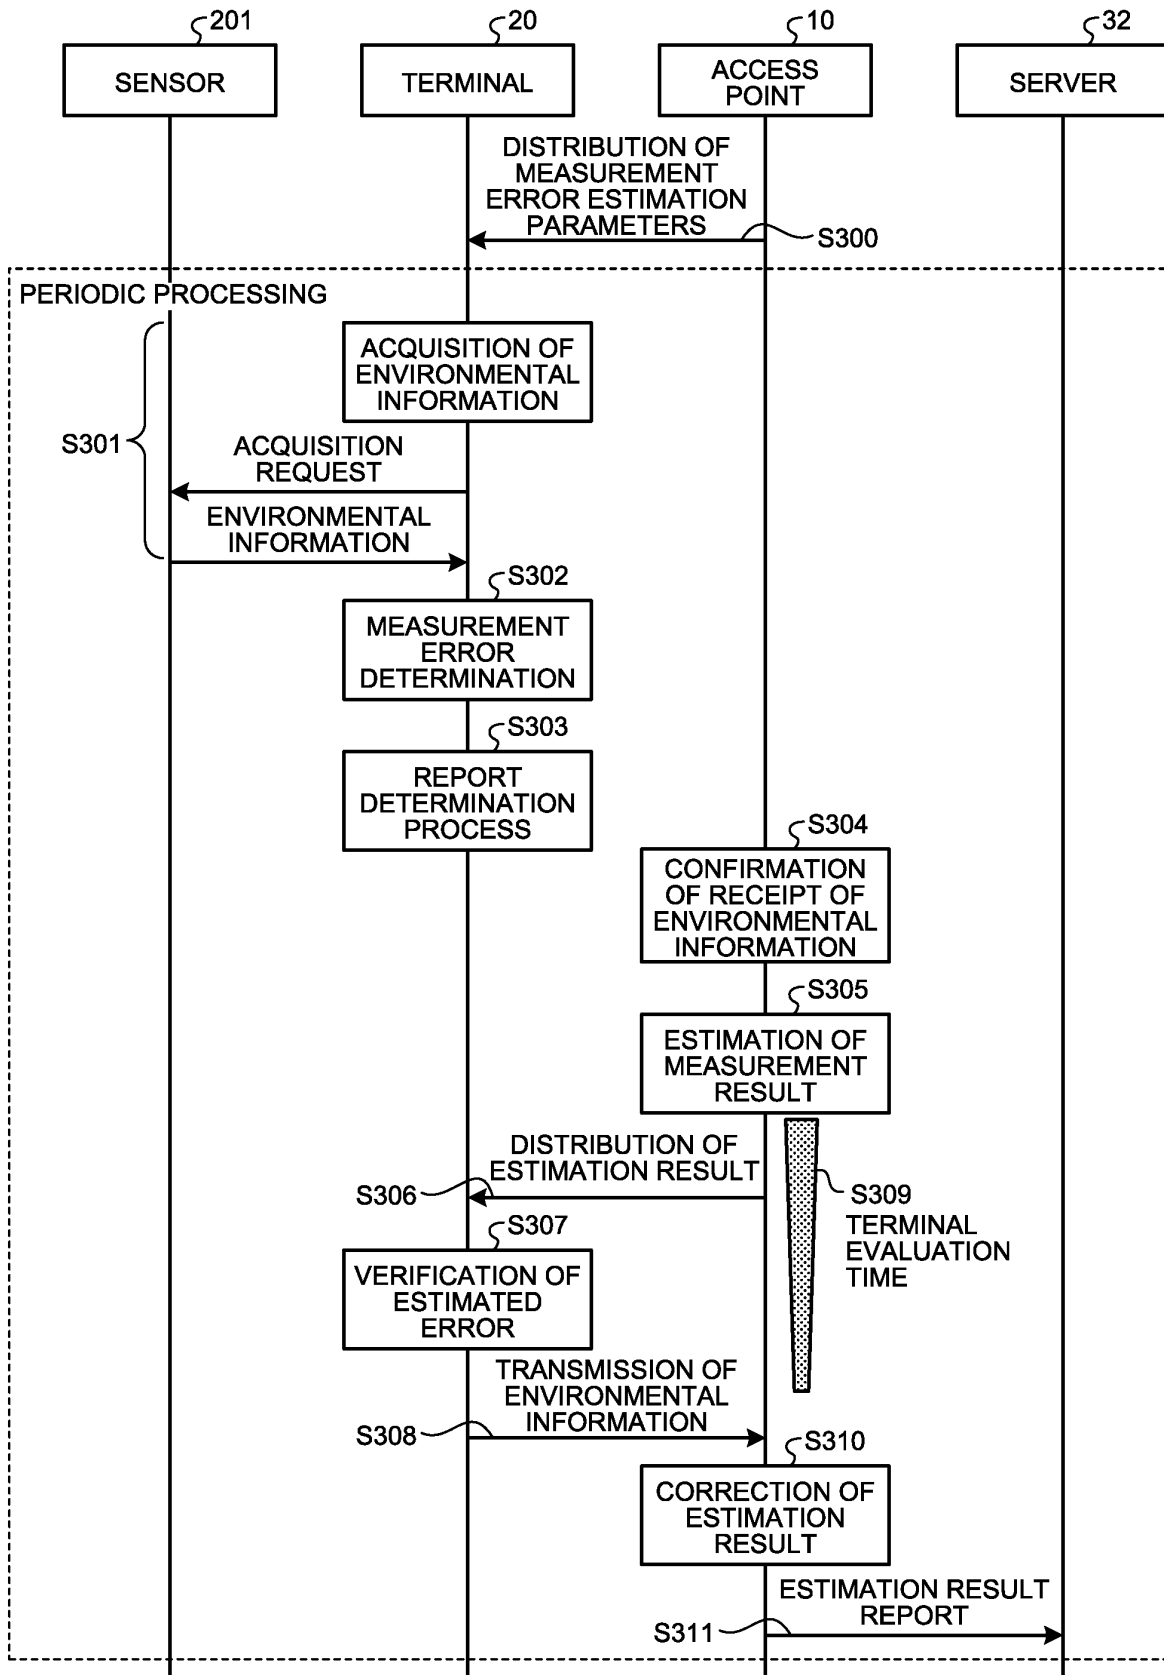 201
20
10
32
SENSOR
TERMINAL
ACCESS
POINT
SERVER
DISTRIBUTION OF
MEASUREMENT
ERROR ESTIMATION
PARAMETERS
S300
PERIODIC PROCESSING
ACQUISITION OF
ENVIRONMENTAL
INFORMATION
S301
ACQUISITION
REQUEST
ENVIRONMENTAL
INFORMATION
S302
MEASUREMENT
ERROR
DETERMINATION
S303
REPORT
DETERMINATION
PROCESS
S304
CONFIRMATION
OF RECEIPT OF
ENVIRONMENTAL
INFORMATION
S305
ESTIMATION OF
MEASUREMENT
RESULT
DISTRIBUTION OF
ESTIMATION RESULT
S306
S309
TERMINAL
EVALUATION
TIME
S307
VERIFICATION OF
ESTIMATED
ERROR
TRANSMISSION OF
ENVIRONMENTAL
INFORMATION
S308
S310
CORRECTION OF
ESTIMATION
RESULT
ESTIMATION RESULT
REPORT
S311